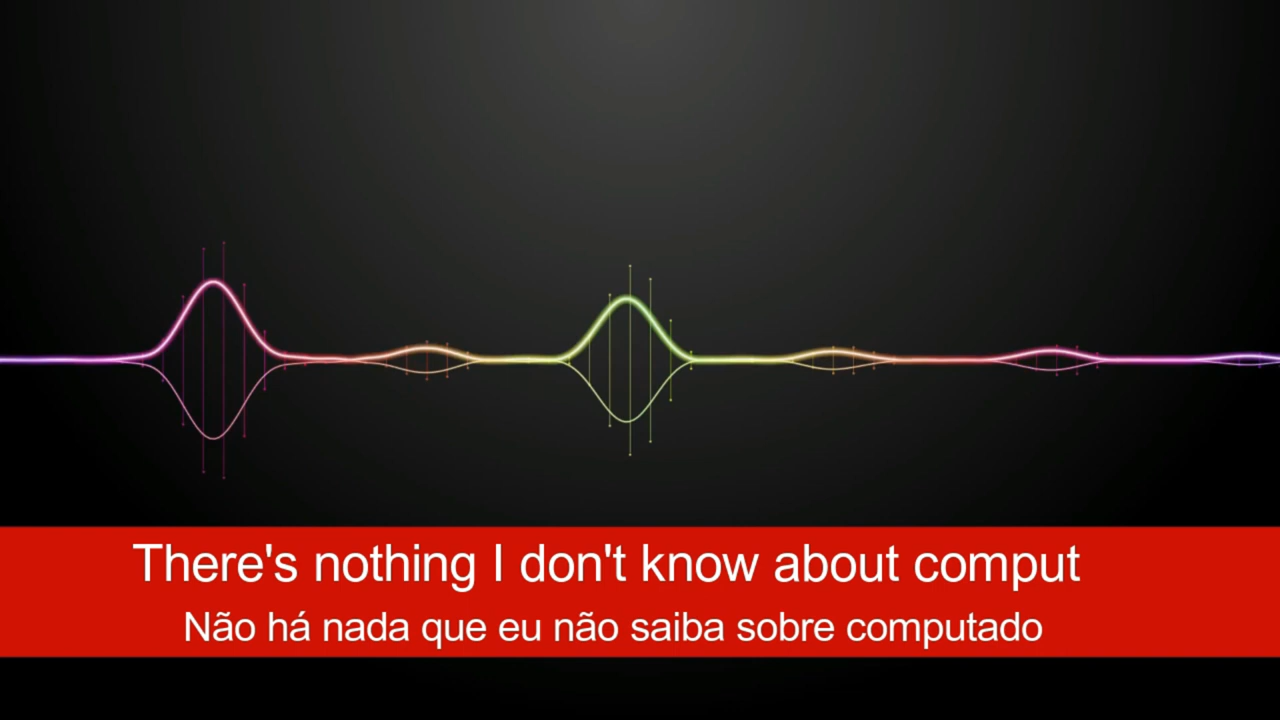 There's nothing I don't know about comput
Não há nada que eu não saiba sobre computado